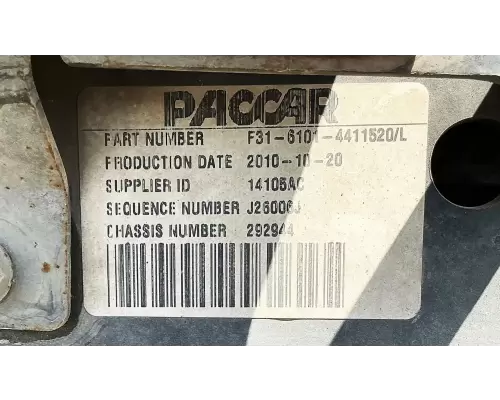 PACCAR
PART NUMBER F31-6101-4411520/L
PRODUCTION DATE 2010-10-20
SUPPLIER ID 14105AC
SEQUENCE NUMBER J26006J
CHASSIS NUMBER 292944